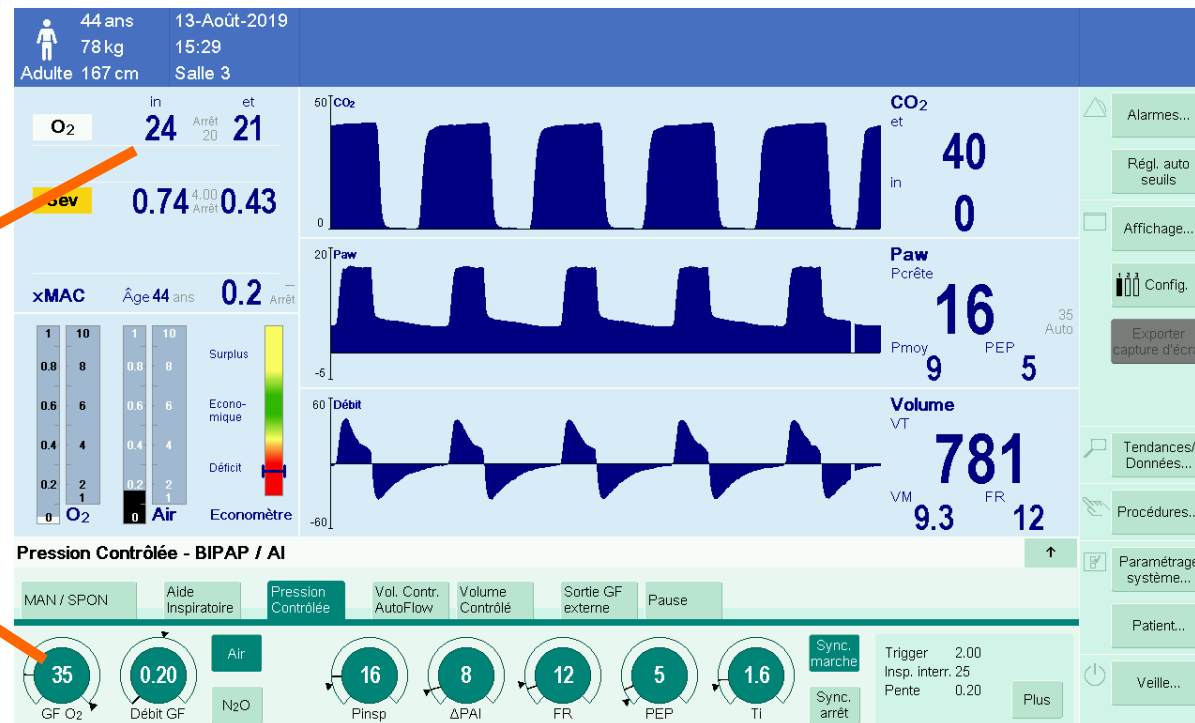 44 ans 13-Août-2019
78 kg 15:29
Adulte 167 cm Salle 3
in et
O₂ 24 Arrêt 20 21
Sev 0.74 4.00 Arrêt 0.43
xMAC Âge 44 ans 0.2 – Arrêt
1 10 1 10
Surplus
0.8 8 0.8 8
0.6 6 0.6 6
Econo-
mique
0.4 4 0.4 4
Déficit
0.2 2 0.2 2
1 1
0 O₂ 0 Air Economètre
50 CO₂
0
CO₂
et
40
in
0
20 Paw
-5
Paw
Pcrête
16
35
Auto
Pmoy PEP
9 5
60 Débit
-60
Volume
VT
781
VM FR
9.3 12
Alarmes...
Régl. auto
seuils
Affichage...
1 2 3
Config.
Exporter
capture d'écra
Tendances/
Données...
Procédures..
Paramétrage
système...
Patient...
Veille...
Pression Contrôlée - BIPAP / AI
↑
MAN / SPON
Aide
Inspiratoire
Pression
Contrôlée
Vol. Contr.
AutoFlow
Volume
Contrôlé
Sortie GF
externe
Pause
35
GF O₂
0.20
Débit GF
Air
N₂O
16
Pinsp
8
ΔPAI
12
FR
5
PEP
1.6
Ti
Sync.
marche
Sync.
arrêt
Trigger 2.00
Insp. interr. 25
Pente 0.20
Plus